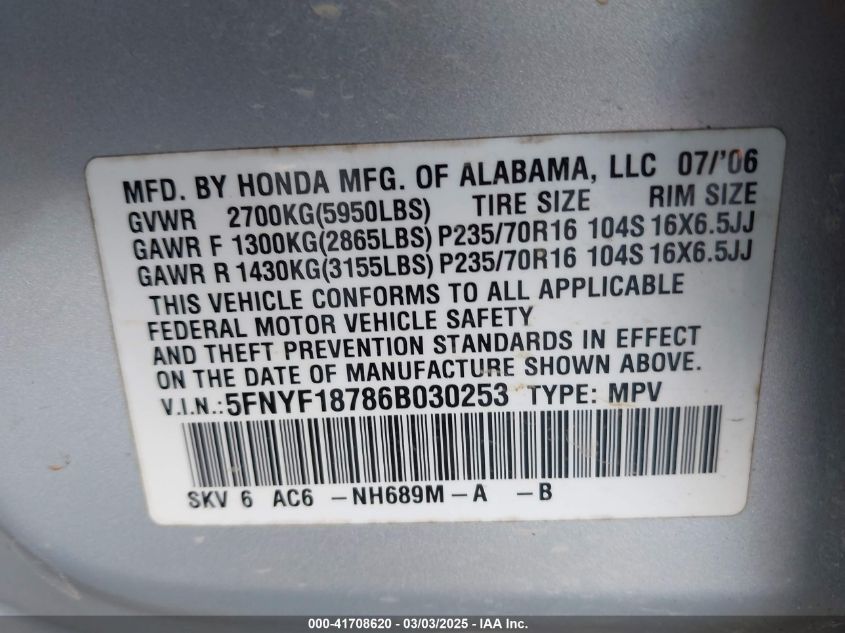 MFD. BY HONDA MFG. OF ALABAMA, LLC 07/'06
GVWR 2700KG(5950LBS) TIRE SIZE RIM SIZE
GAWR F 1300KG(2865LBS) P235/70R16 104S 16X6.5JJ
GAWR R 1430KG(3155LBS) P235/70R16 104S 16X6.5JJ
THIS VEHICLE CONFORMS TO ALL APPLICABLE
FEDERAL MOTOR VEHICLE SAFETY
AND THEFT PREVENTION STANDARDS IN EFFECT
ON THE DATE OF MANUFACTURE SHOWN ABOVE.
V.I.N.:5FNYF18786B030253 TYPE: MPV
SKV 6 AC6 -NH689M-A -B
000-41708620 - 03/03/2025 - IAA Inc.